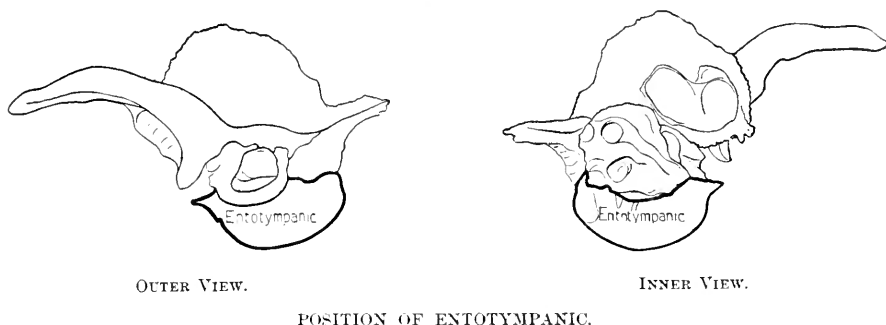 Entotympanic
Entotympanic
OUTER VIEW.
INNER VIEW.
POSITION OF ENTOTYMPANIC.